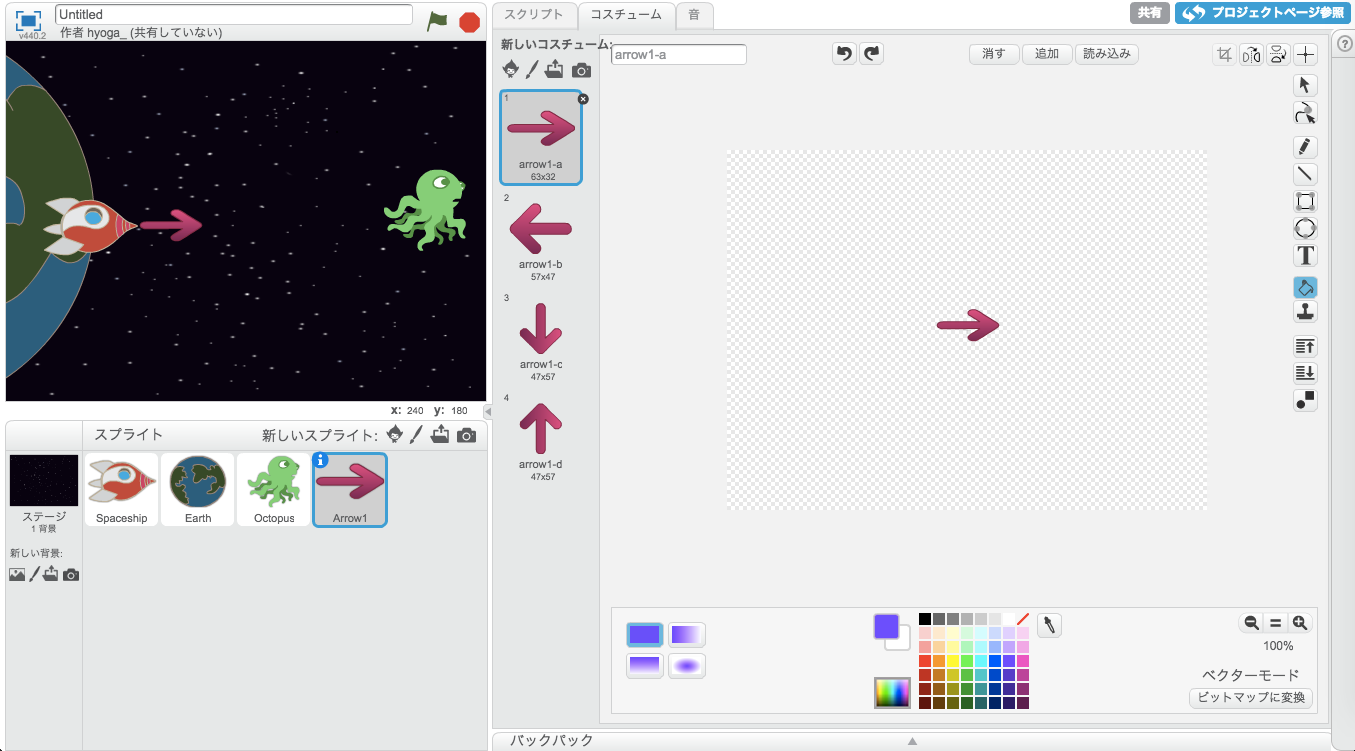 Untitled
v440.2
作者 hyoga_ (共有していない)
スクリプト
コスチューム
音
共有
プロジェクトページ参照
?
新しいコスチューム:
arrow1-a
消す
追加
読み込み
1
arrow1-a
63x32
2
arrow1-b
57x47
3
arrow1-c
47x57
4
arrow1-d
47x57
T
x: 240 y: 180
スプライト
新しいスプライト:
ステージ
1 背景
新しい背景:
Spaceship
Earth
Octopus
i
Arrow1
100%
ベクターモード
ビットマップに変換
バックパック